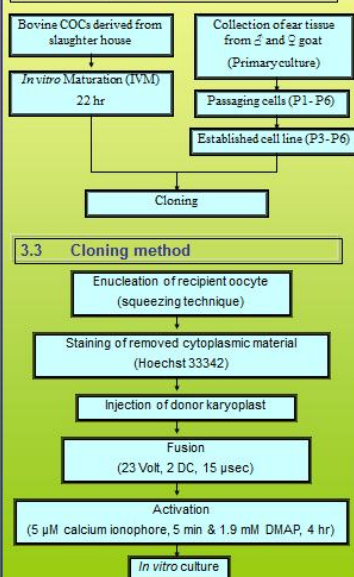 Bovine COCs derived from
slaughter house
In vitro Maturation (IVM)
22 hr
Collection of ear tissue
from ♂ and ♀ goat
(Primary culture)
Passaging cells (P1- P6)
Established cell line (P3-P6)
Cloning
3.3 Cloning method
Enucleation of recipient oocyte
(squeezing technique)
Staining of removed cytoplasmic material
(Hoechst 33342)
Injection of donor karyoplast
Fusion
(23 Volt, 2 DC, 15 µsec)
Activation
(5 µM calcium ionophore, 5 min & 1.9 mM DMAP, 4 hr)
In vitro culture